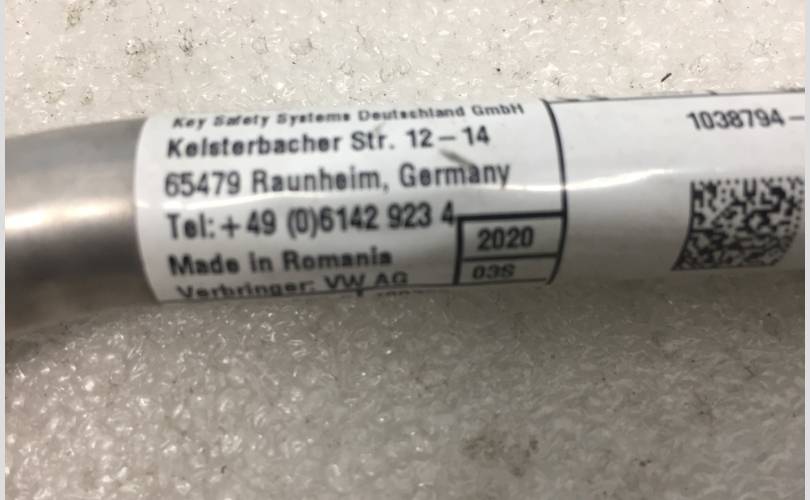 Key Safety Systems Deutschland GmbH
Kelsterbacher Str. 12-14
65479 Raunheim, Germany
Tel: +49 (0)6142 923 4
Made in Romania
Verbringer: VW AG
2020
03S
1038794-